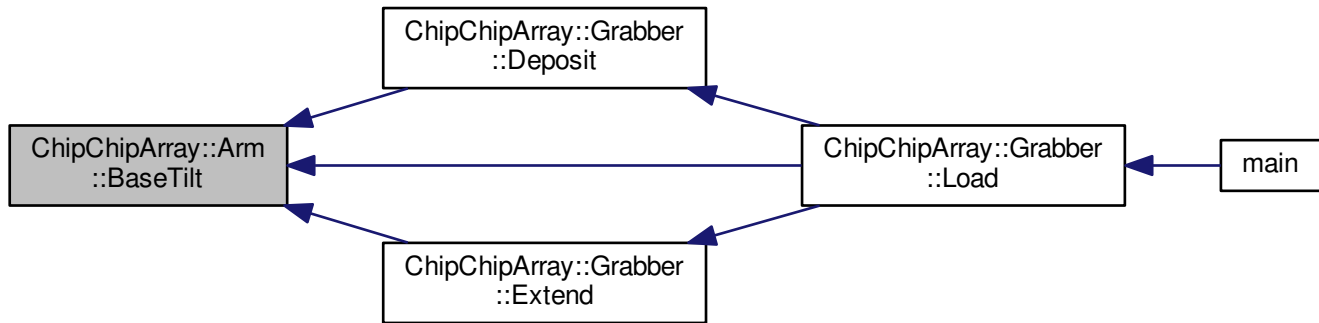 ChipChipArray::Grabber
::Deposit
ChipChipArray::Arm
::BaseTilt
ChipChipArray::Grabber
::Load
main
ChipChipArray::Grabber
::Extend